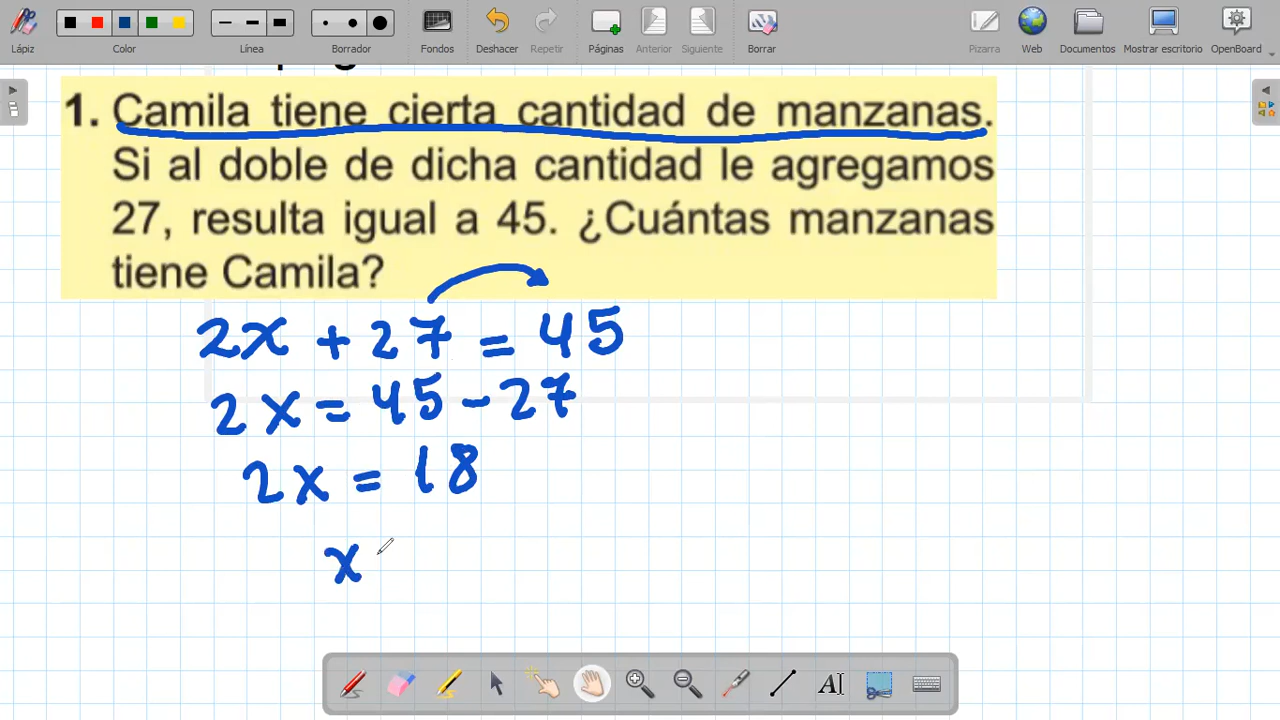 Lápiz Color Línea Borrador Fondos Deshacer Repetir Páginas Anterior Siguiente Borrar Pizarra Web Documentos Mostrar escritorio OpenBoard
1. Camila tiene cierta cantidad de manzanas.
Si al doble de dicha cantidad le agregamos
27, resulta igual a 45. ¿Cuántas manzanas
tiene Camila?
2x + 27 = 45
2x = 45 - 27
2x = 18
x
AI